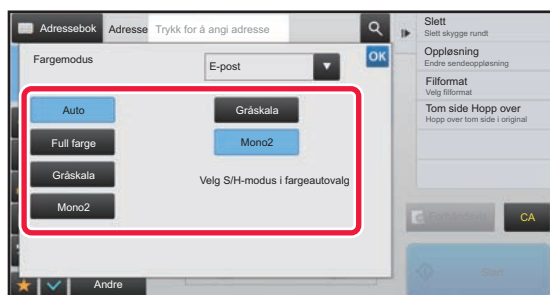 Adressebok Adresse Trykk for å angi adresse
Fargemodus
E-post
OK
Auto
Full farge
Gråskala
Mono2
Gråskala
Mono2
Velg S/H-modus i fargeautovalg
Slett
Slett skygge rundt
Oppløsning
Endre sendeoppløsning
Filformat
Velg filformat
Tom side Hopp over
Hopp over tom side i original
CA
Start
Andre